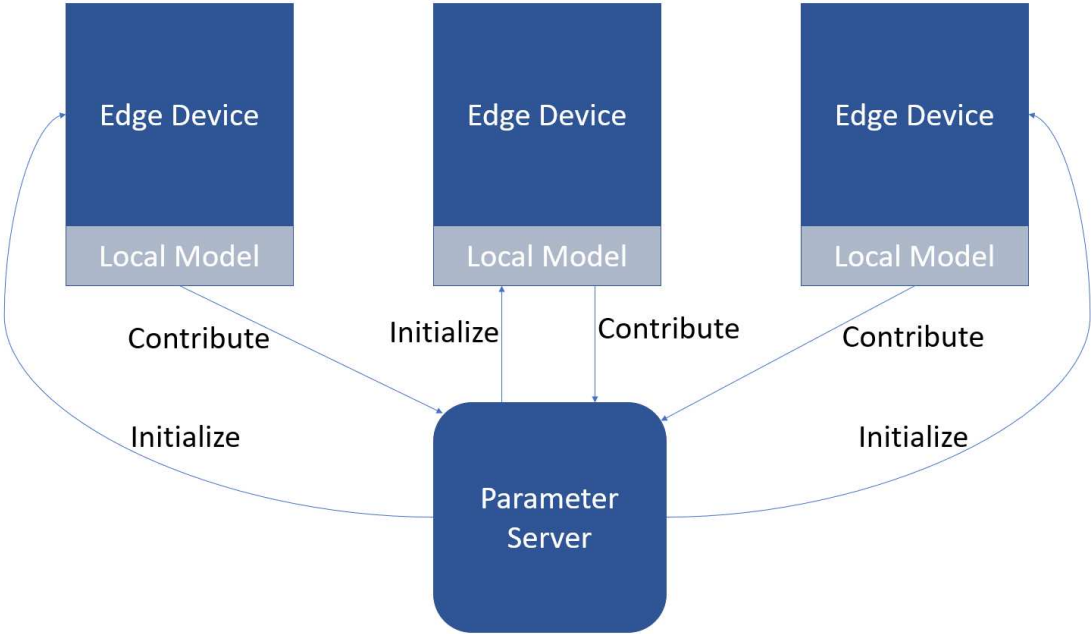 Edge Device
Edge Device
Edge Device
Local Model
Local Model
Local Model
Contribute
Initialize
Contribute
Contribute
Initialize
Initialize
Parameter
Server